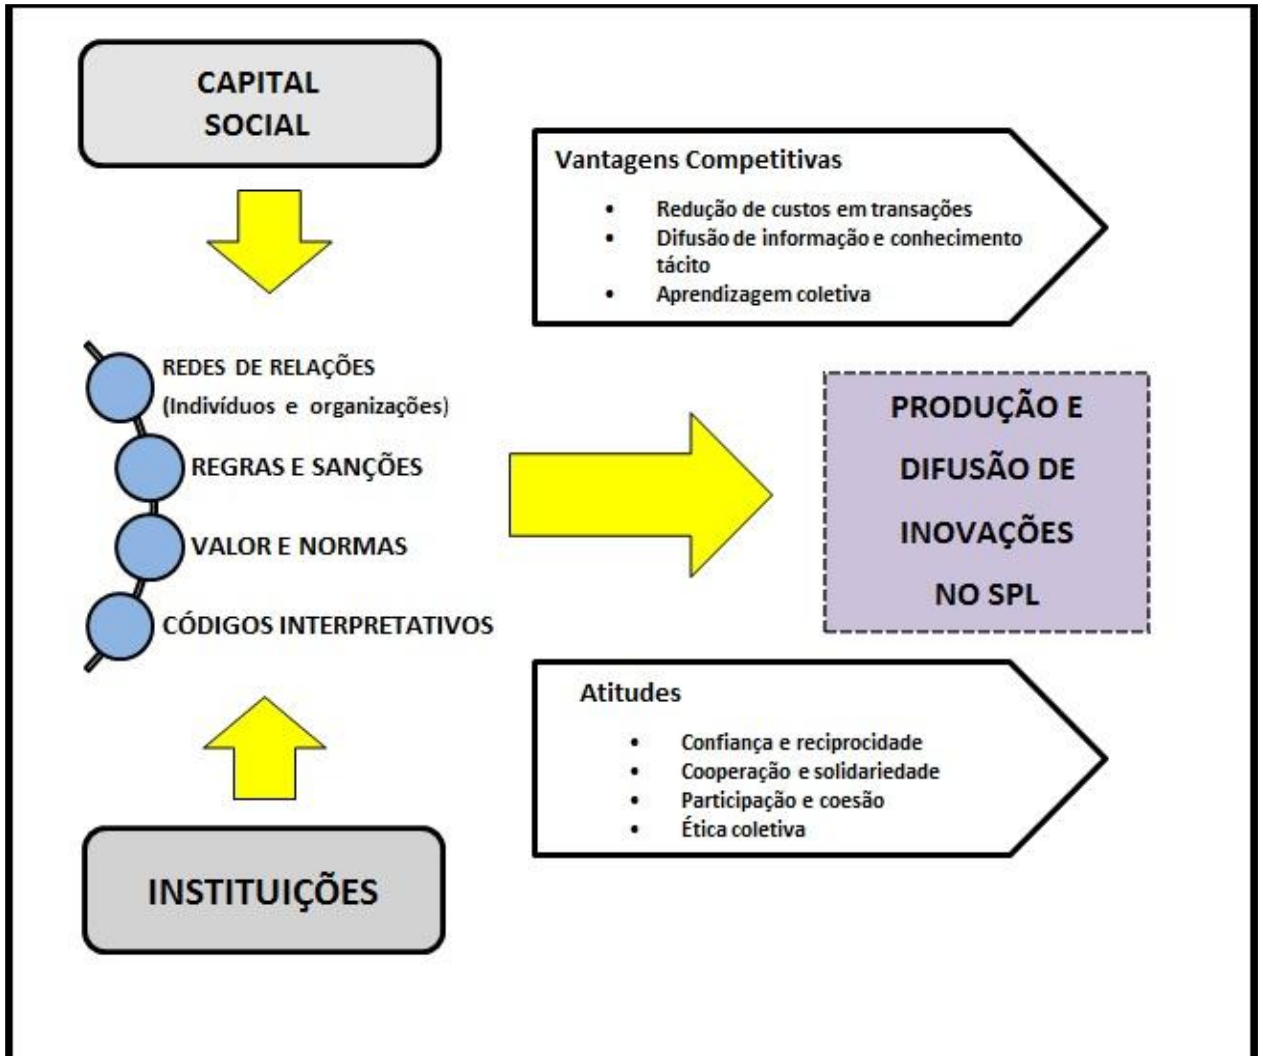 CAPITAL
SOCIAL
Vantagens Competitivas
• Redução de custos em transações
• Difusão de informação e conhecimento
tácito
• Aprendizagem coletiva
REDES DE RELAÇÕES
(Indivíduos e organizações)
REGRAS E SANÇÕES
VALOR E NORMAS
CÓDIGOS INTERPRETATIVOS
PRODUÇÃO E
DIFUSÃO DE
INOVAÇÕES
NO SPL
Atitudes
• Confiança e reciprocidade
• Cooperação e solidariedade
• Participação e coesão
• Ética coletiva
INSTITUIÇÕES